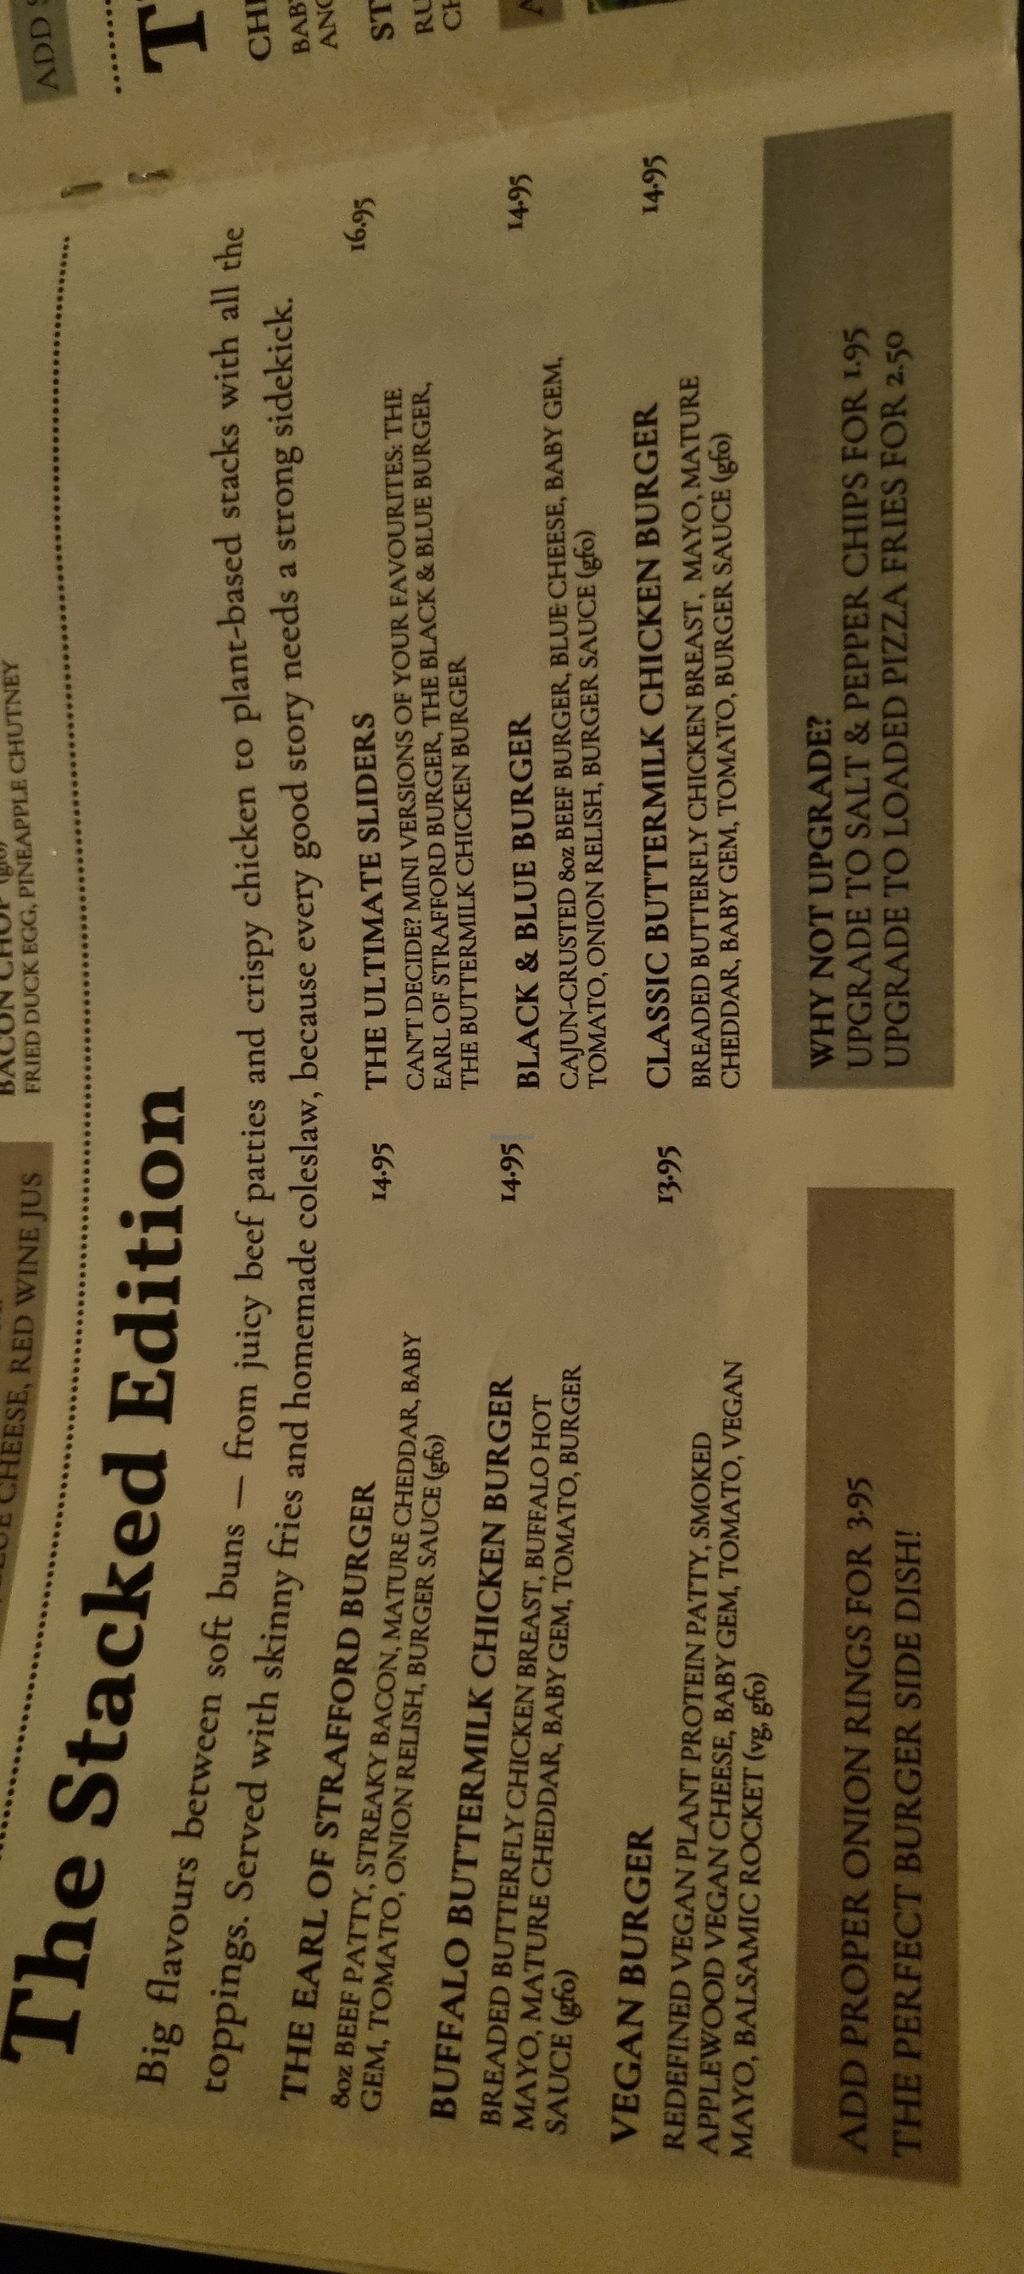 ADD S
BACON CHOP (gfo)
FRIED DUCK EGG, PINEAPPLE CHUTNEY
CHEESE, RED WINE JUS
The Stacked Edition
Big flavours between soft buns — from juicy beef patties and crispy chicken to plant-based stacks with all the
toppings. Served with skinny fries and homemade coleslaw, because every good story needs a strong sidekick.
THE EARL OF STRAFFORD BURGER 14.95
8oz BEEF PATTY, STREAKY BACON, MATURE CHEDDAR, BABY
GEM, TOMATO, ONION RELISH, BURGER SAUCE (gfo)
BUFFALO BUTTERMILK CHICKEN BURGER 14.95
BREADED BUTTERFLY CHICKEN BREAST, BUFFALO HOT
MAYO, MATURE CHEDDAR, BABY GEM, TOMATO, BURGER
SAUCE (gfo)
VEGAN BURGER 13.95
REDEFINED VEGAN PLANT PROTEIN PATTY, SMOKED
APPLEWOOD VEGAN CHEESE, BABY GEM, TOMATO, VEGAN
MAYO, BALSAMIC ROCKET (vg, gfo)
ADD PROPER ONION RINGS FOR 3.95
THE PERFECT BURGER SIDE DISH!
THE ULTIMATE SLIDERS 16.95
CAN'T DECIDE? MINI VERSIONS OF YOUR FAVOURITES: THE
EARL OF STRAFFORD BURGER, THE BLACK & BLUE BURGER,
THE BUTTERMILK CHICKEN BURGER
BLACK & BLUE BURGER 14.95
CAJUN-CRUSTED 8oz BEEF BURGER, BLUE CHEESE, BABY GEM,
TOMATO, ONION RELISH, BURGER SAUCE (gfo)
CLASSIC BUTTERMILK CHICKEN BURGER 14.95
BREADED BUTTERFLY CHICKEN BREAST, MAYO, MATURE
CHEDDAR, BABY GEM, TOMATO, BURGER SAUCE (gfo)
WHY NOT UPGRADE?
UPGRADE TO SALT & PEPPER CHIPS FOR 1.95
UPGRADE TO LOADED PIZZA FRIES FOR 2.50